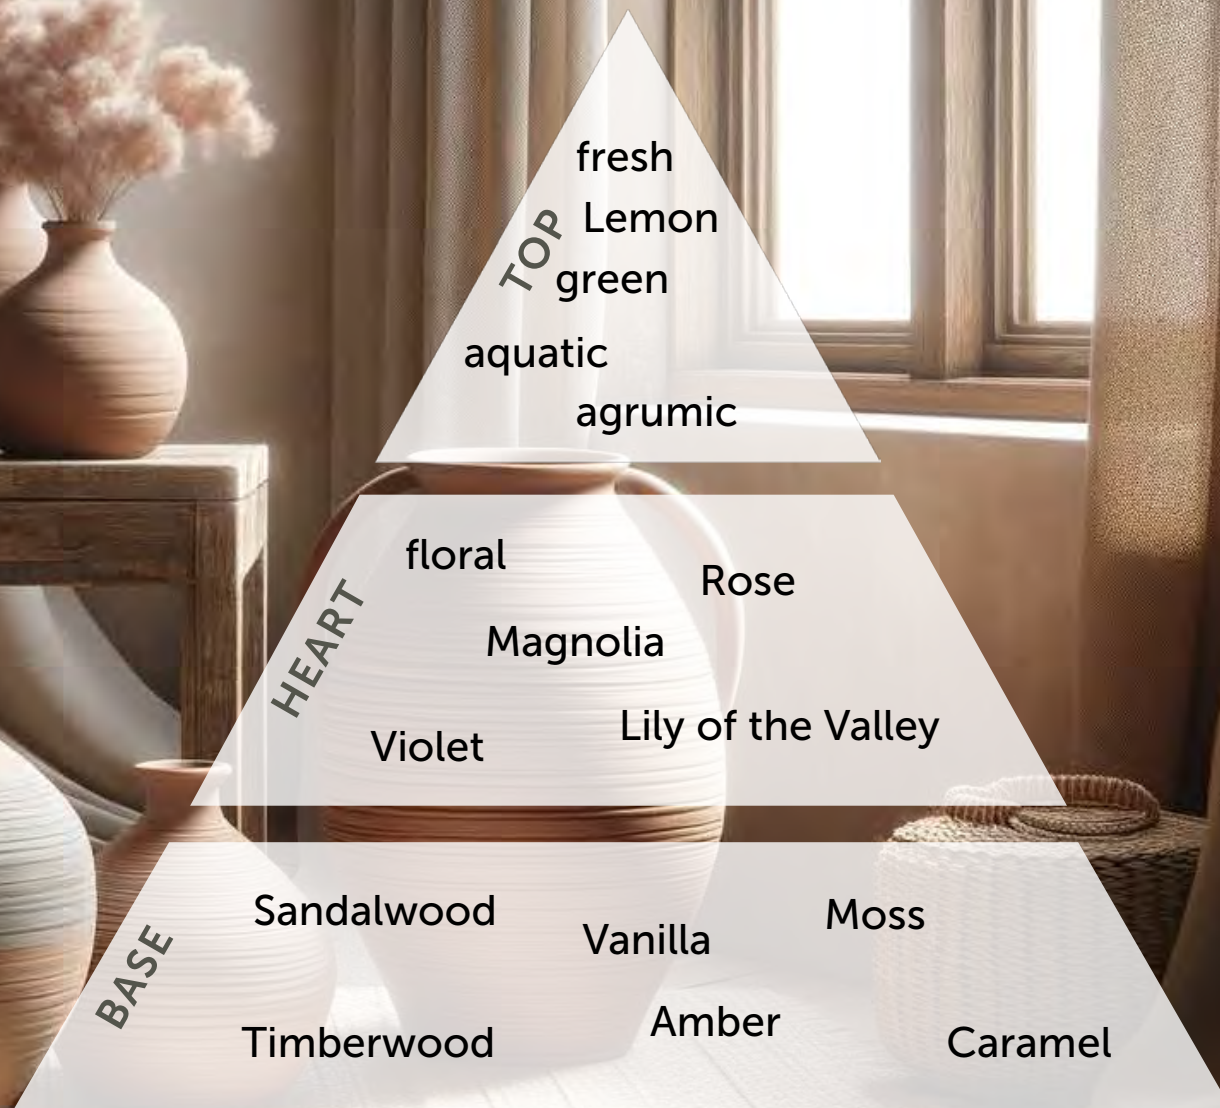 fresh
TOP
Lemon
green
aquatic
agrumic
HEART
floral
Rose
Magnolia
Lily of the Valley
Violet
BASE
Sandalwood
Moss
Vanilla
Amber
Timberwood
Caramel